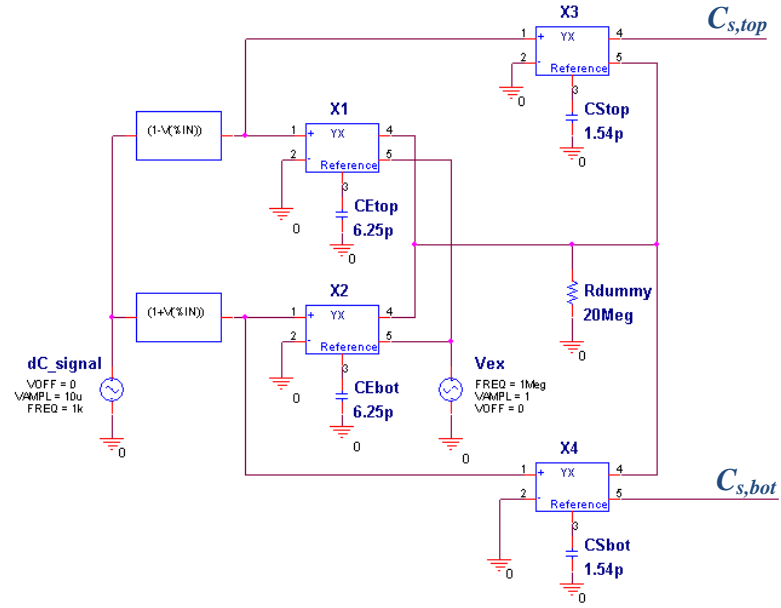 X3
C_{s,top}
1
+ YX
4
2
-
5
Reference
0
3
CStop
1.54p
0
(1-V(%IN))
X1
1
+ YX
4
2
-
5
Reference
0
3
CEtop
6.25p
0
(1+V(%IN))
X2
1
+ YX
4
2
-
5
Reference
0
3
CEbot
6.25p
0
Rdummy
20Meg
0
dC_signal
VOFF = 0
VAMPL = 10u
FREQ = 1k
0
Vex
FREQ = 1Meg
VAMPL = 1
VOFF = 0
0
X4
1
+ YX
4
2
-
5
Reference
C_{s,bot}
0
3
CSbot
1.54p
0